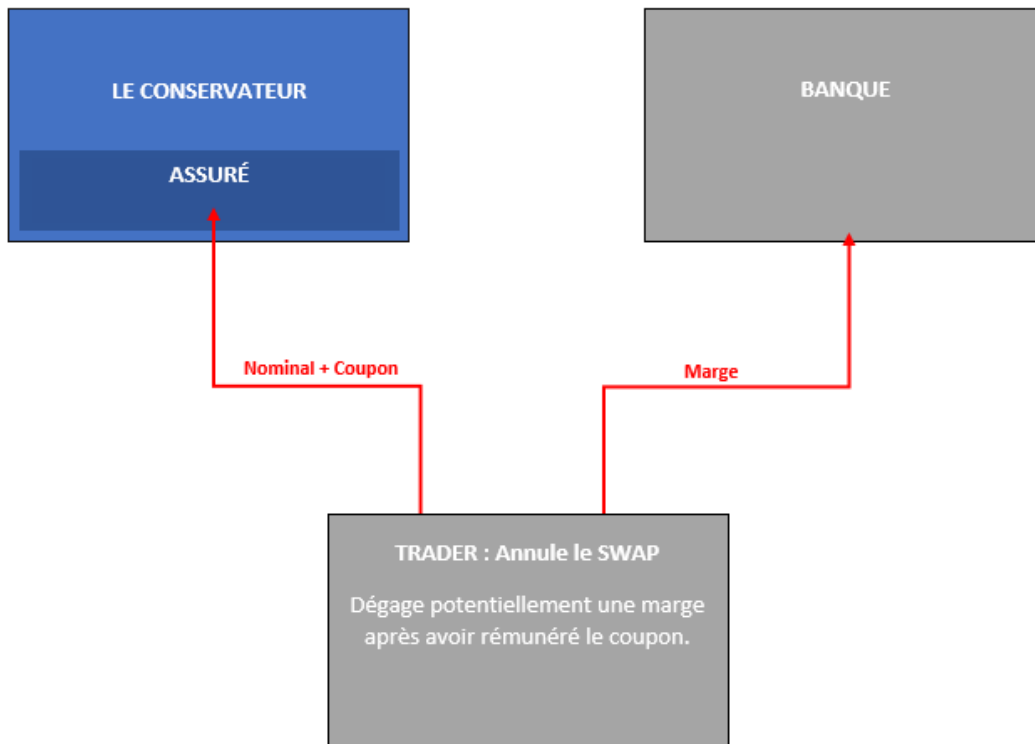 LE CONSERVATEUR
BANQUE
ASSURÉ
Nominal + Coupon
Marge
TRADER : Annule le SWAP
Dégage potentiellement une marge
après avoir rémunéré le coupon.